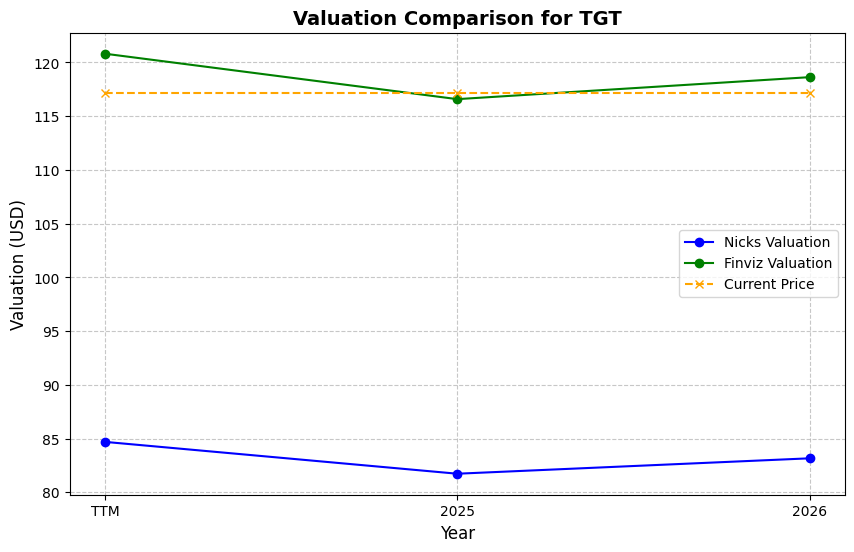 Valuation Comparison for TGT
Valuation (USD)
120
115
110
105
100
95
90
85
80
Nicks Valuation
Finviz Valuation
Current Price
TTM
2025
2026
Year